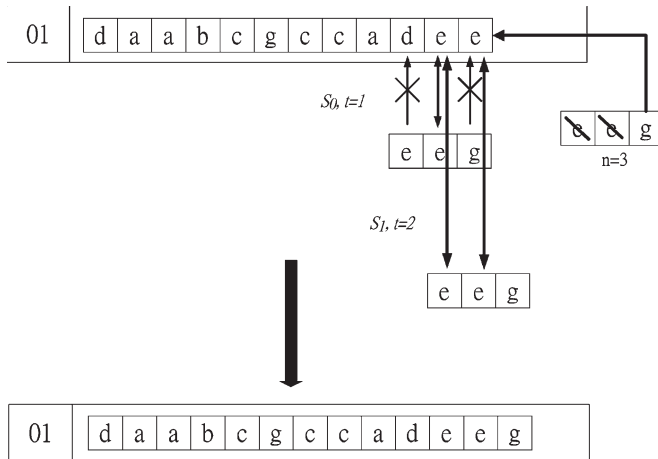 01 d a a b c g c c a d e e
S0, t=1
e e g
e e g
n=3
S1, t=2
e e g
01 d a a b c g c c a d e e g